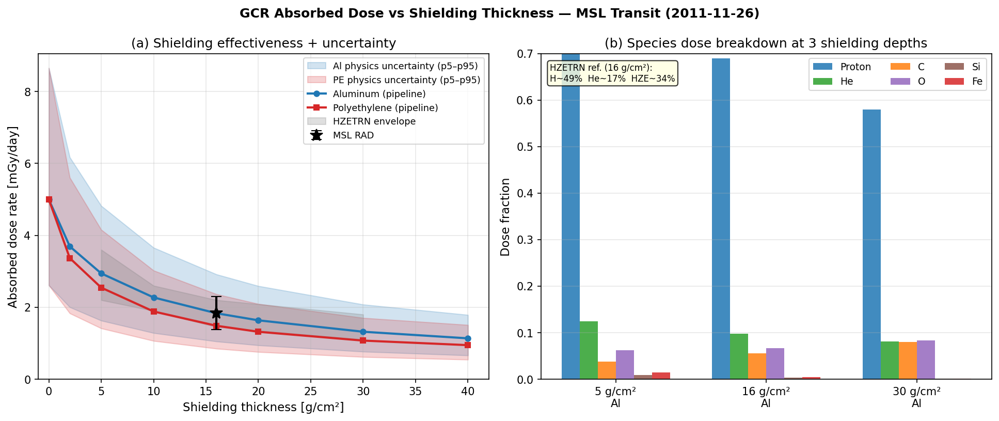 GCR Absorbed Dose vs Shielding Thickness — MSL Transit (2011-11-26)
(a) Shielding effectiveness + uncertainty
Absorbed dose rate [mGy/day]
8
6
4
2
0
Al physics uncertainty (p5–p95)
PE physics uncertainty (p5–p95)
Aluminum (pipeline)
Polyethylene (pipeline)
HZETRN envelope
MSL RAD
0 5 10 15 20 25 30 35 40
Shielding thickness [g/cm²]
(b) Species dose breakdown at 3 shielding depths
Dose fraction
0.7
0.6
0.5
0.4
0.3
0.2
0.1
0.0
HZETRN ref. (16 g/cm²):
H~49% He~17% HZE~34%
Proton C Si
He O Fe
5 g/cm² 16 g/cm² 30 g/cm²
Al Al Al